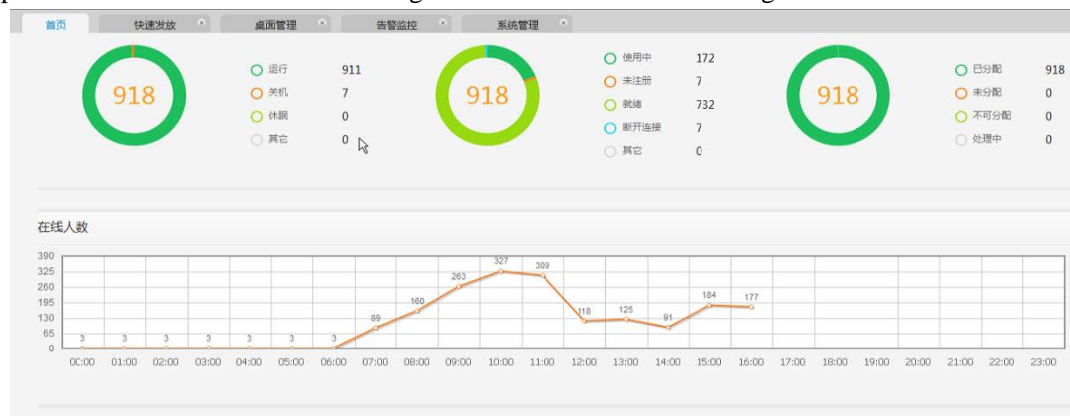 首页 快速发放 桌面管理 告警监控 系统管理
918
运行 911
关机 7
休眠 0
其它 0
918
使用中 172
未注册 7
就绪 732
断开连接 7
其它 0
918
已分配 918
未分配 0
不可分配 0
处理中 0
在线人数
390
325
260
195
130
65
0
3 3 3 3 3 3 3 89 160 263 327 309 118 125 91 184 177
00:00 01:00 02:00 03:00 04:00 05:00 06:00 07:00 08:00 09:00 10:00 11:00 12:00 13:00 14:00 15:00 16:00 17:00 18:00 19:00 20:00 21:00 22:00 23:00